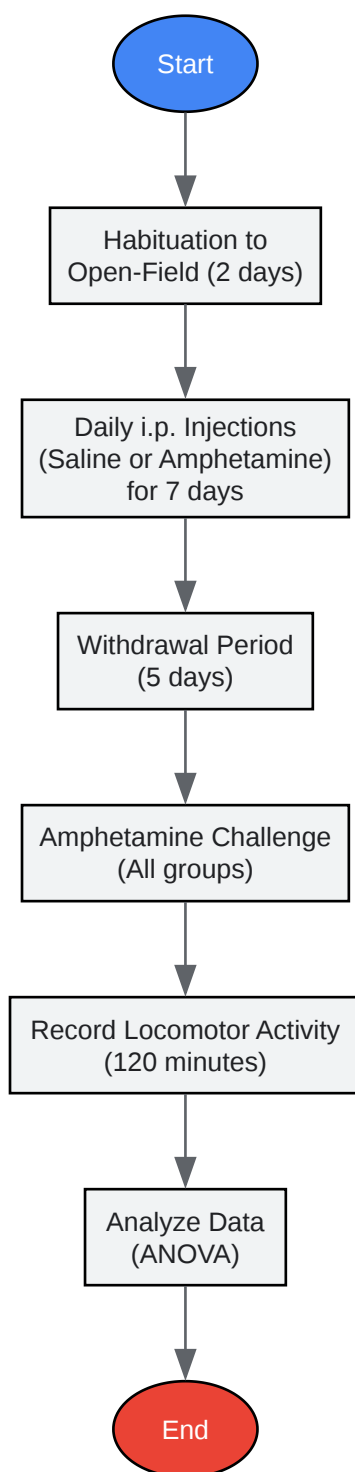 Start
Habituation to
Open-Field (2 days)
Daily i.p. Injections
(Saline or Amphetamine)
for 7 days
Withdrawal Period
(5 days)
Amphetamine Challenge
(All groups)
Record Locomotor Activity
(120 minutes)
Analyze Data
(ANOVA)
End